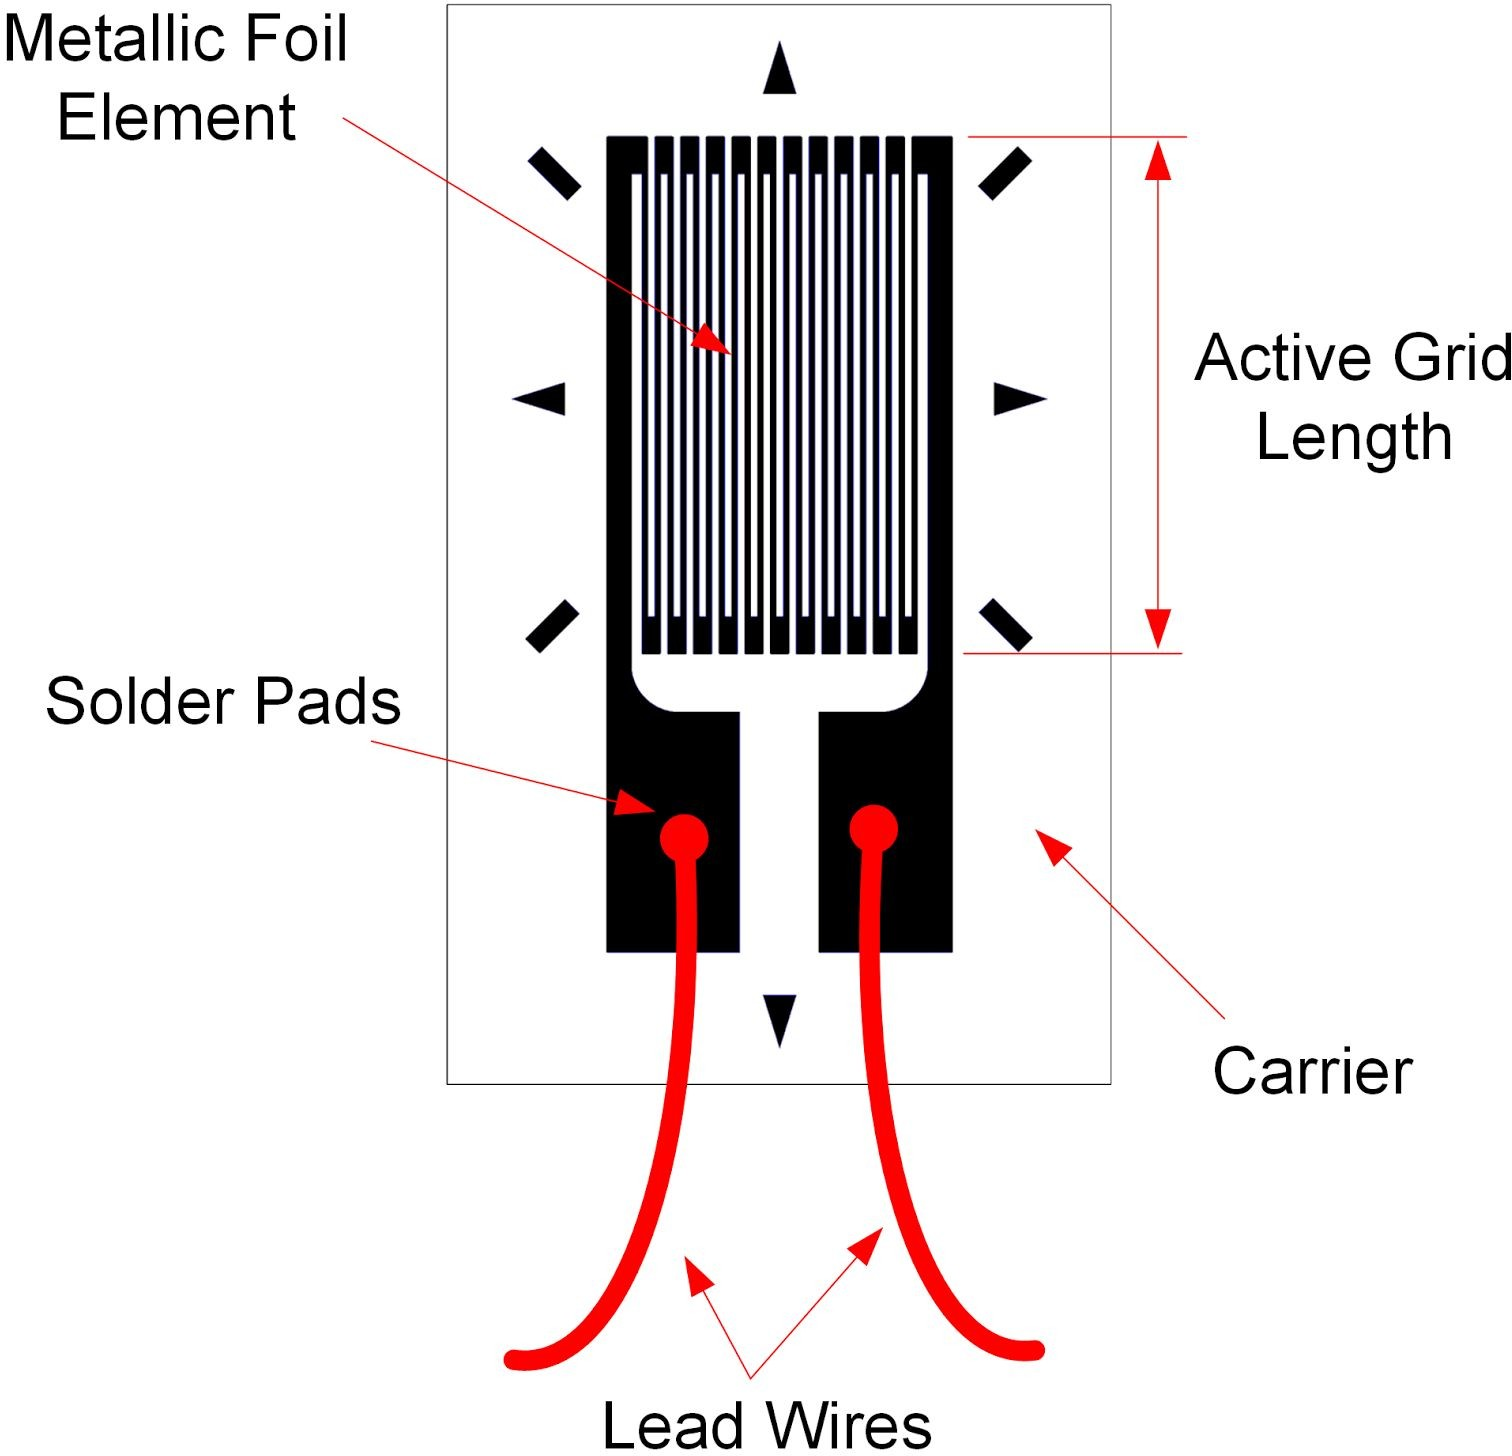 Metallic Foil
Element
Active Grid
Length
Solder Pads
Carrier
Lead Wires